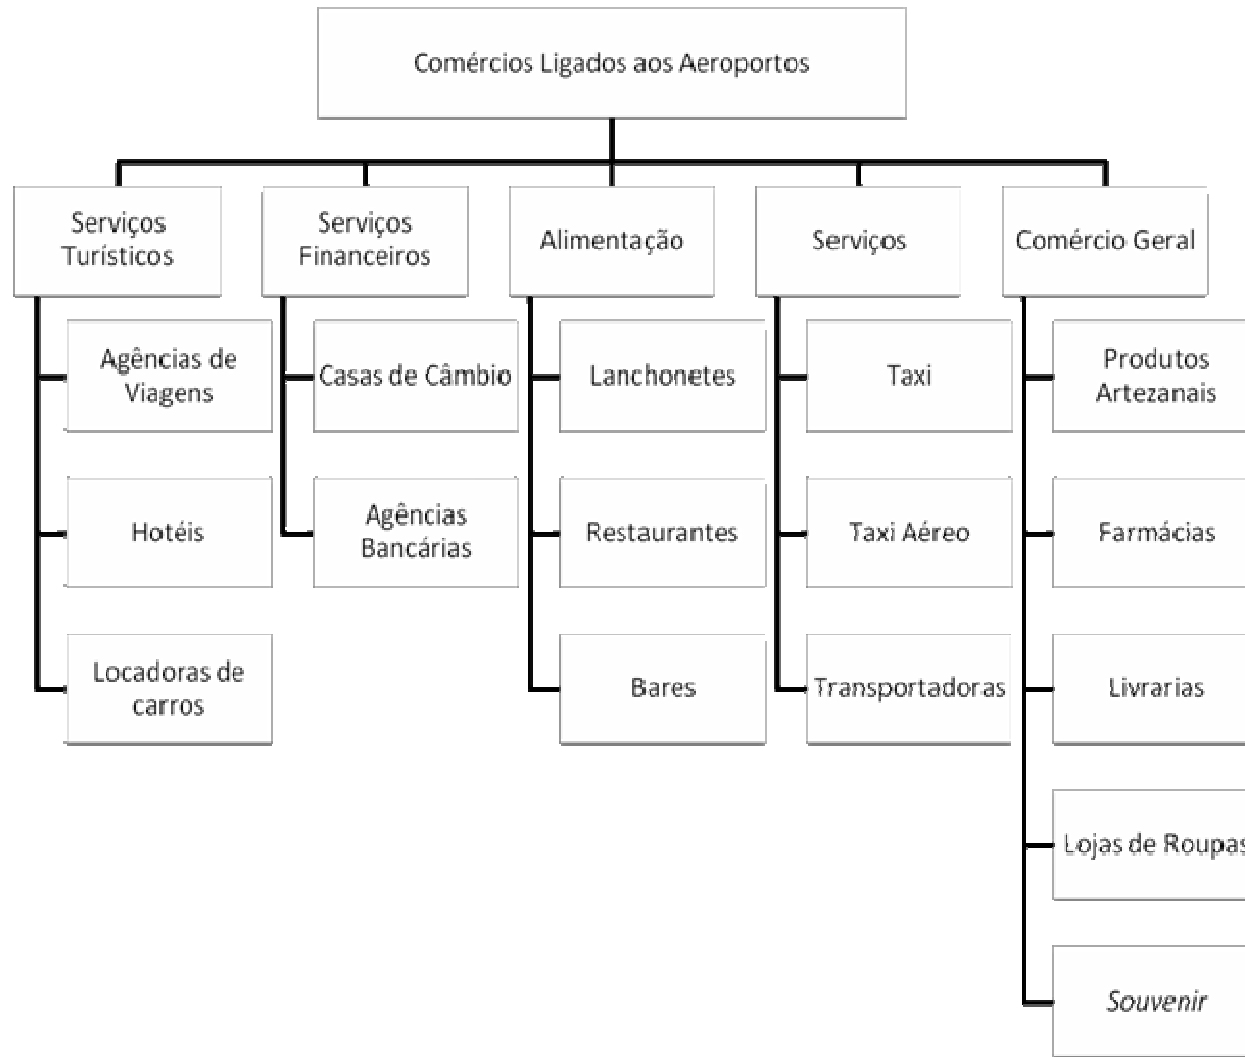 Comércios Ligados aos Aeroportos
Serviços
Turísticos
Agências de
Viagens
Hotéis
Locadoras de
carros
Serviços
Financeiros
Casas de Câmbio
Agências
Bancárias
Alimentação
Lanchonetes
Restaurantes
Bares
Serviços
Taxi
Taxi Aéreo
Transportadoras
Comércio Geral
Produtos
Artezanais
Farmácias
Livrarias
Lojas de Roupas
Souvenir